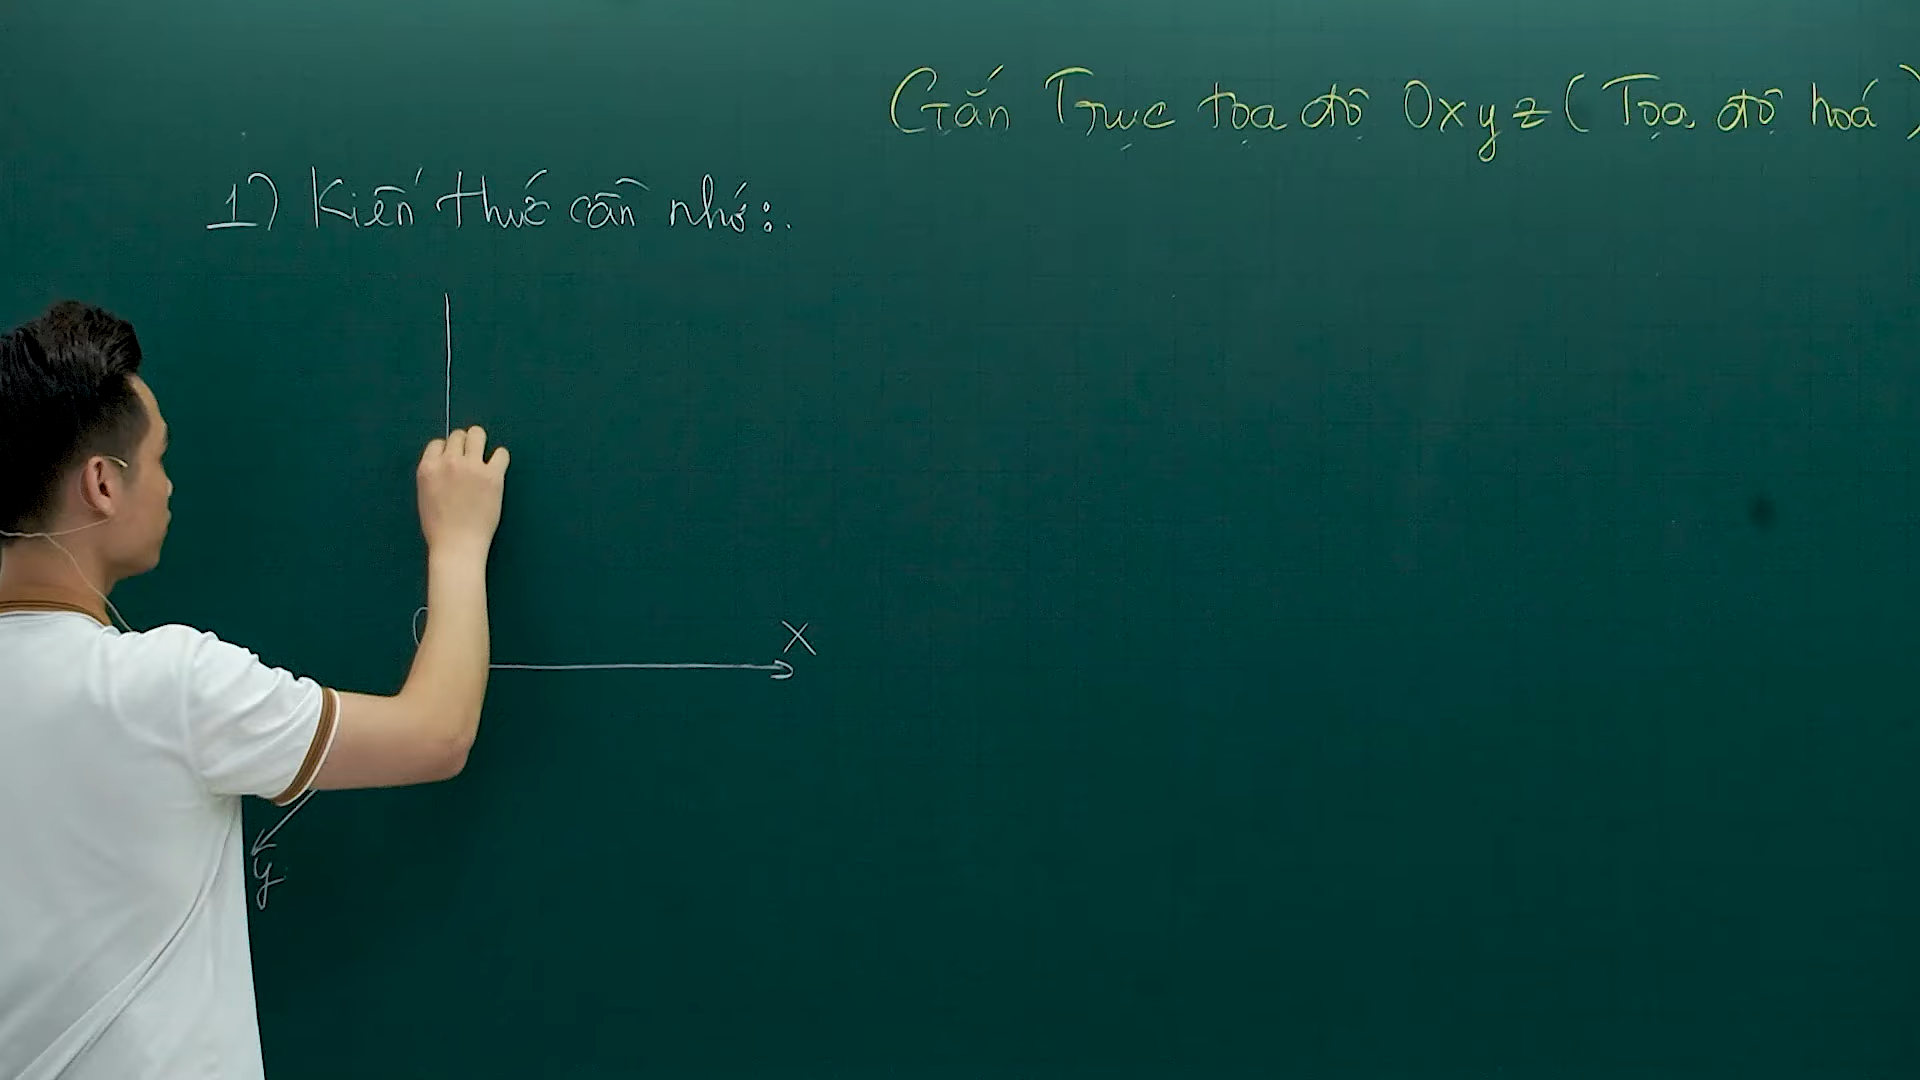 Gắn Trục tọa độ Oxyz (Tọa độ hoá)
1) Kiến thức cần nhớ:
x
y